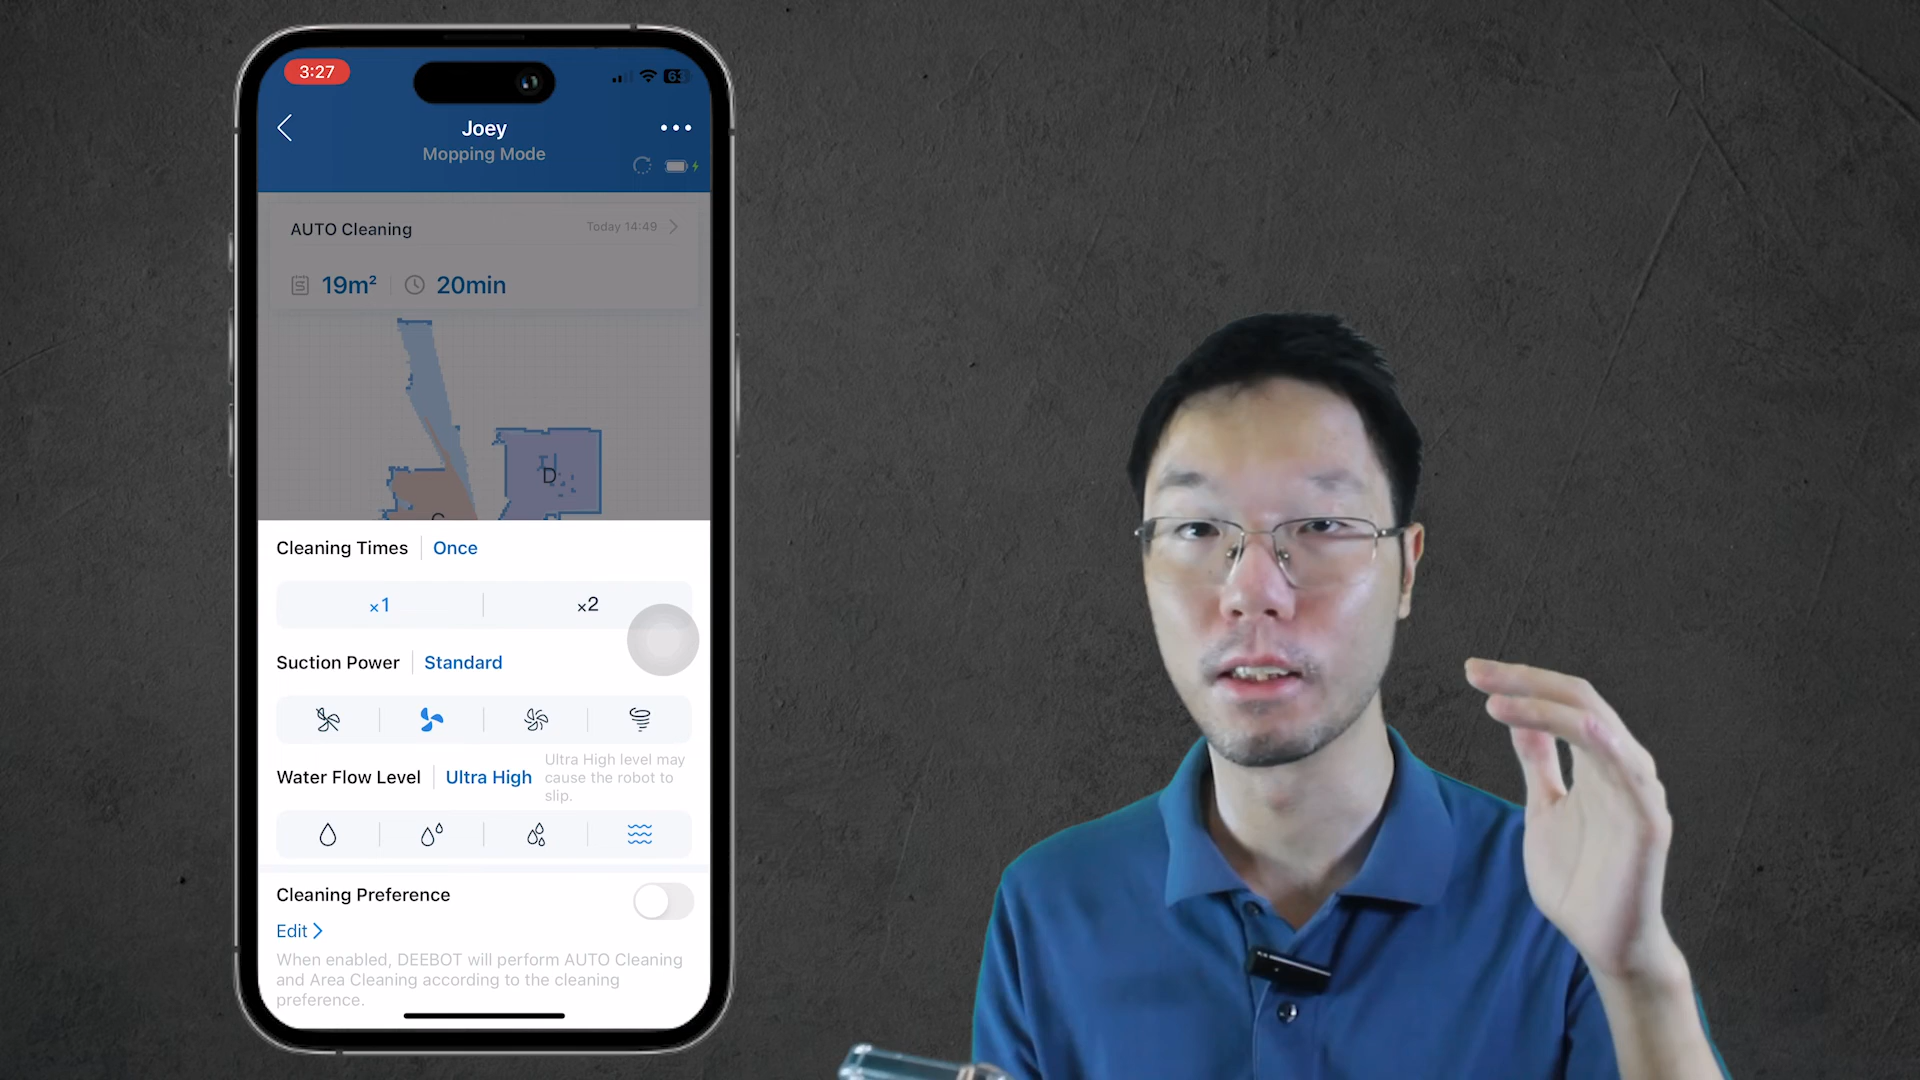 3:27
63
Joey
Mopping Mode
AUTO Cleaning
Today 14:49
19m²
20min
D
Cleaning Times
Once
×1
×2
Suction Power
Standard
Water Flow Level
Ultra High
Ultra High level may
cause the robot to
slip.
Cleaning Preference
Edit
When enabled, DEEBOT will perform AUTO Cleaning
and Area Cleaning according to the cleaning
preference.